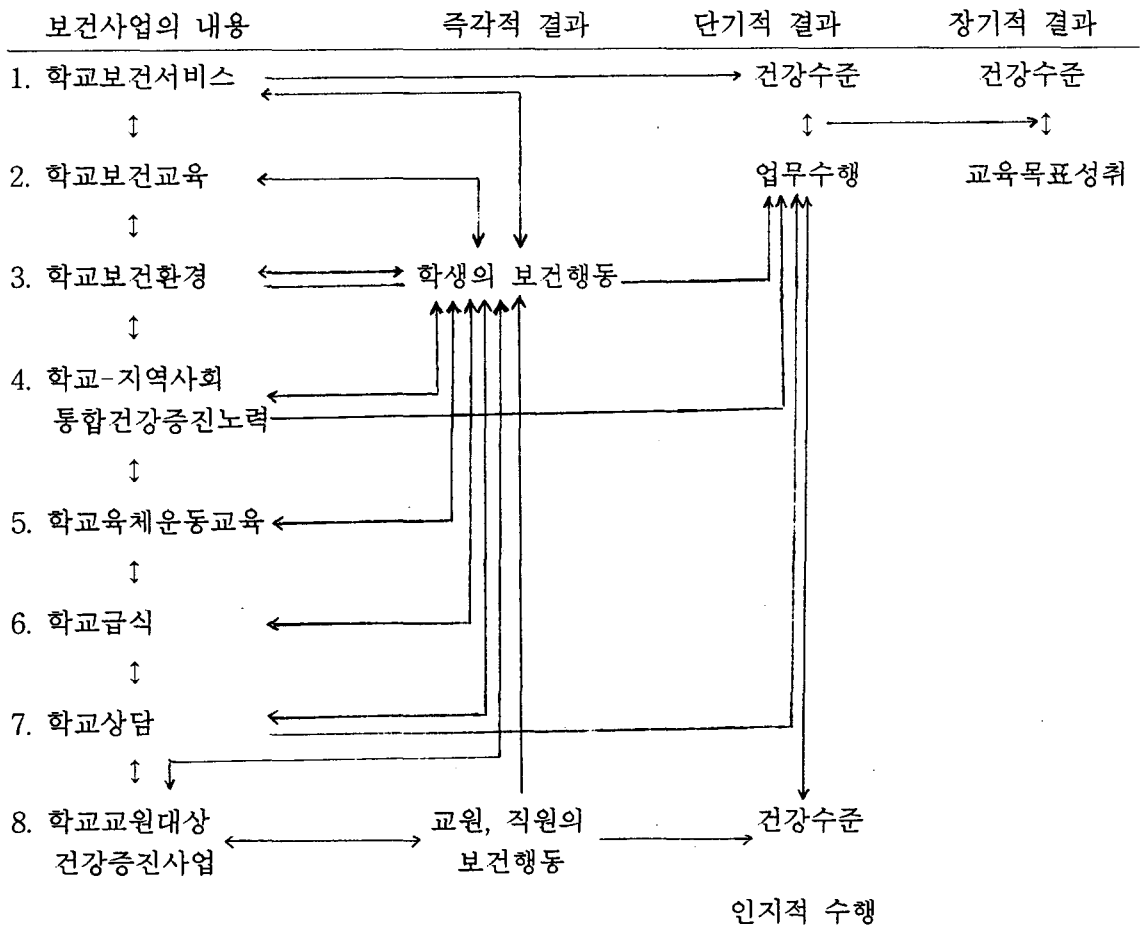 보건사업의 내용 즉각적 결과 단기적 결과 장기적 결과
1. 학교보건서비스 건강수준 건강수준
2. 학교보건교육 업무수행 교육목표성취
3. 학교보건환경 학생의 보건행동
4. 학교-지역사회
통합건강증진노력
5. 학교육체운동교육
6. 학교급식
7. 학교상담
8. 학교교원대상 교원, 직원의 건강수준
건강증진사업 보건행동
인지적 수행